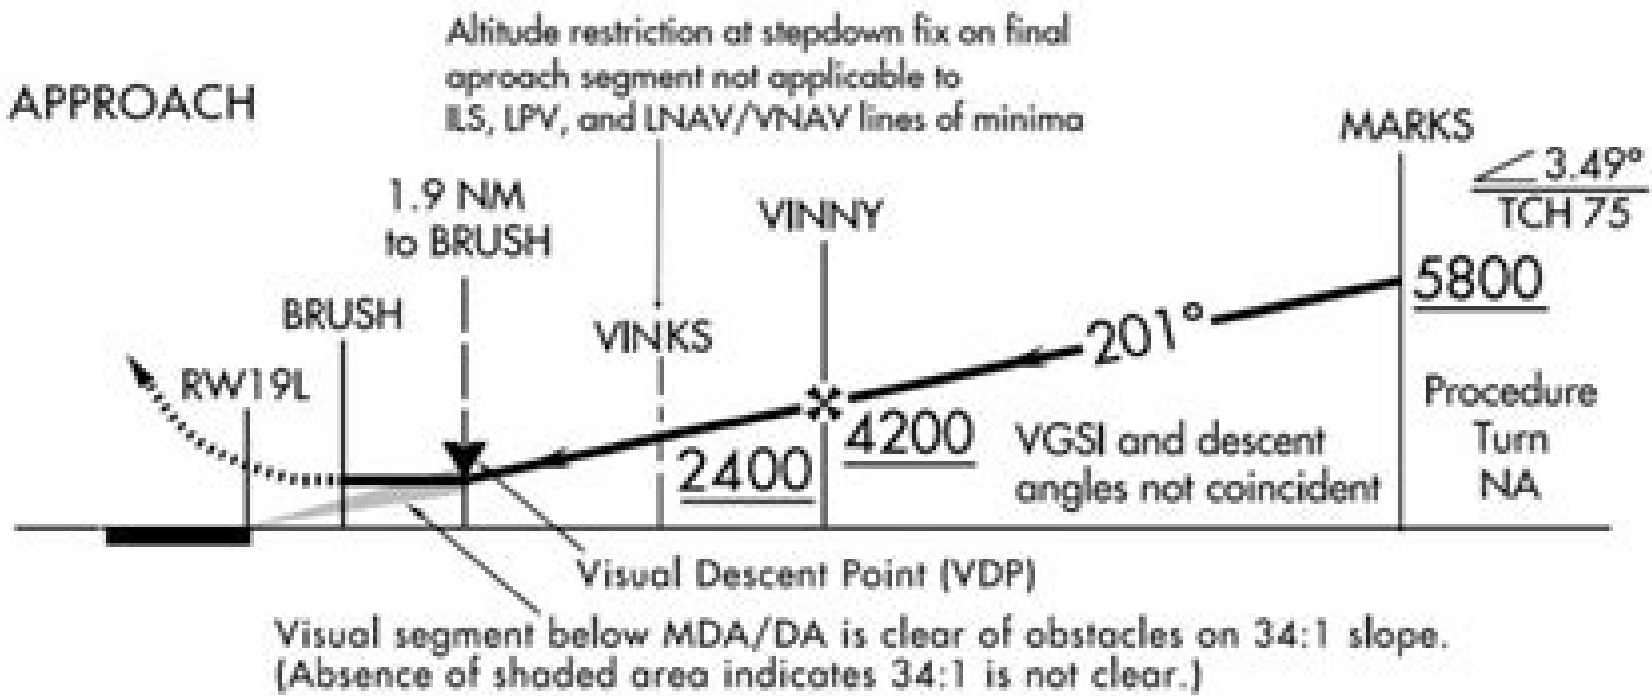 Altitude restriction at stepdown fix on final
aproach segment not applicable to
ILS, LPV, and LNAV/VNAV lines of minima
APPROACH
MARKS
3.49°
TCH 75
1.9 NM
to BRUSH
VINNY
5800
BRUSH
VINKS
201°
RW19L
Procedure
Turn
NA
4200
2400
VGSI and descent
angles not coincident
Visual Descent Point (VDP)
Visual segment below MDA/DA is clear of obstacles on 34:1 slope.
(Absence of shaded area indicates 34:1 is not clear.)